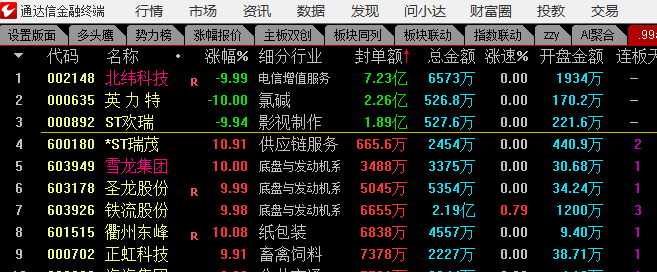 通达信金融终端 行情 市场 资讯 数据 发现 问小达 财富圈 投教 交易
设置版面 多头鹰 势力榜 涨幅报价 主板双创 板块同列 板块联动 指数联动 zzy AI聚合 .99
代码 名称 涨幅% 细分行业 封单额↑ 总金额 涨速% 开盘金额 连板
1 002148 北纬科技 R -9.99 电信增值服务 7.23亿 6573万 0.00 1934万 –
2 000635 英力特 -10.00 氯碱 2.26亿 526.8万 0.00 170.2万 –
3 000892 ST欢瑞 -9.94 影视制作 1.89亿 527.6万 0.00 221.6万 –
4 600180 *ST瑞茂 10.91 供应链服务 665.6万 2454万 0.00 440.9万 2
5 603949 雪龙集团 10.00 底盘与发动机系 3488万 3375万 0.00 30.68万 1
6 603178 圣龙股份 R 9.99 底盘与发动机系 5045万 5354万 0.00 34.24万 1
7 603926 铁流股份 9.98 底盘与发动机系 6655万 2.19亿 0.79 1200万 3
8 601515 衢州东峰 R 10.08 纸包装 6838万 4557万 0.00 9.40万 1
9 000702 正虹科技 9.91 畜禽饲料 7378万 2227万 0.00 38.71万 1